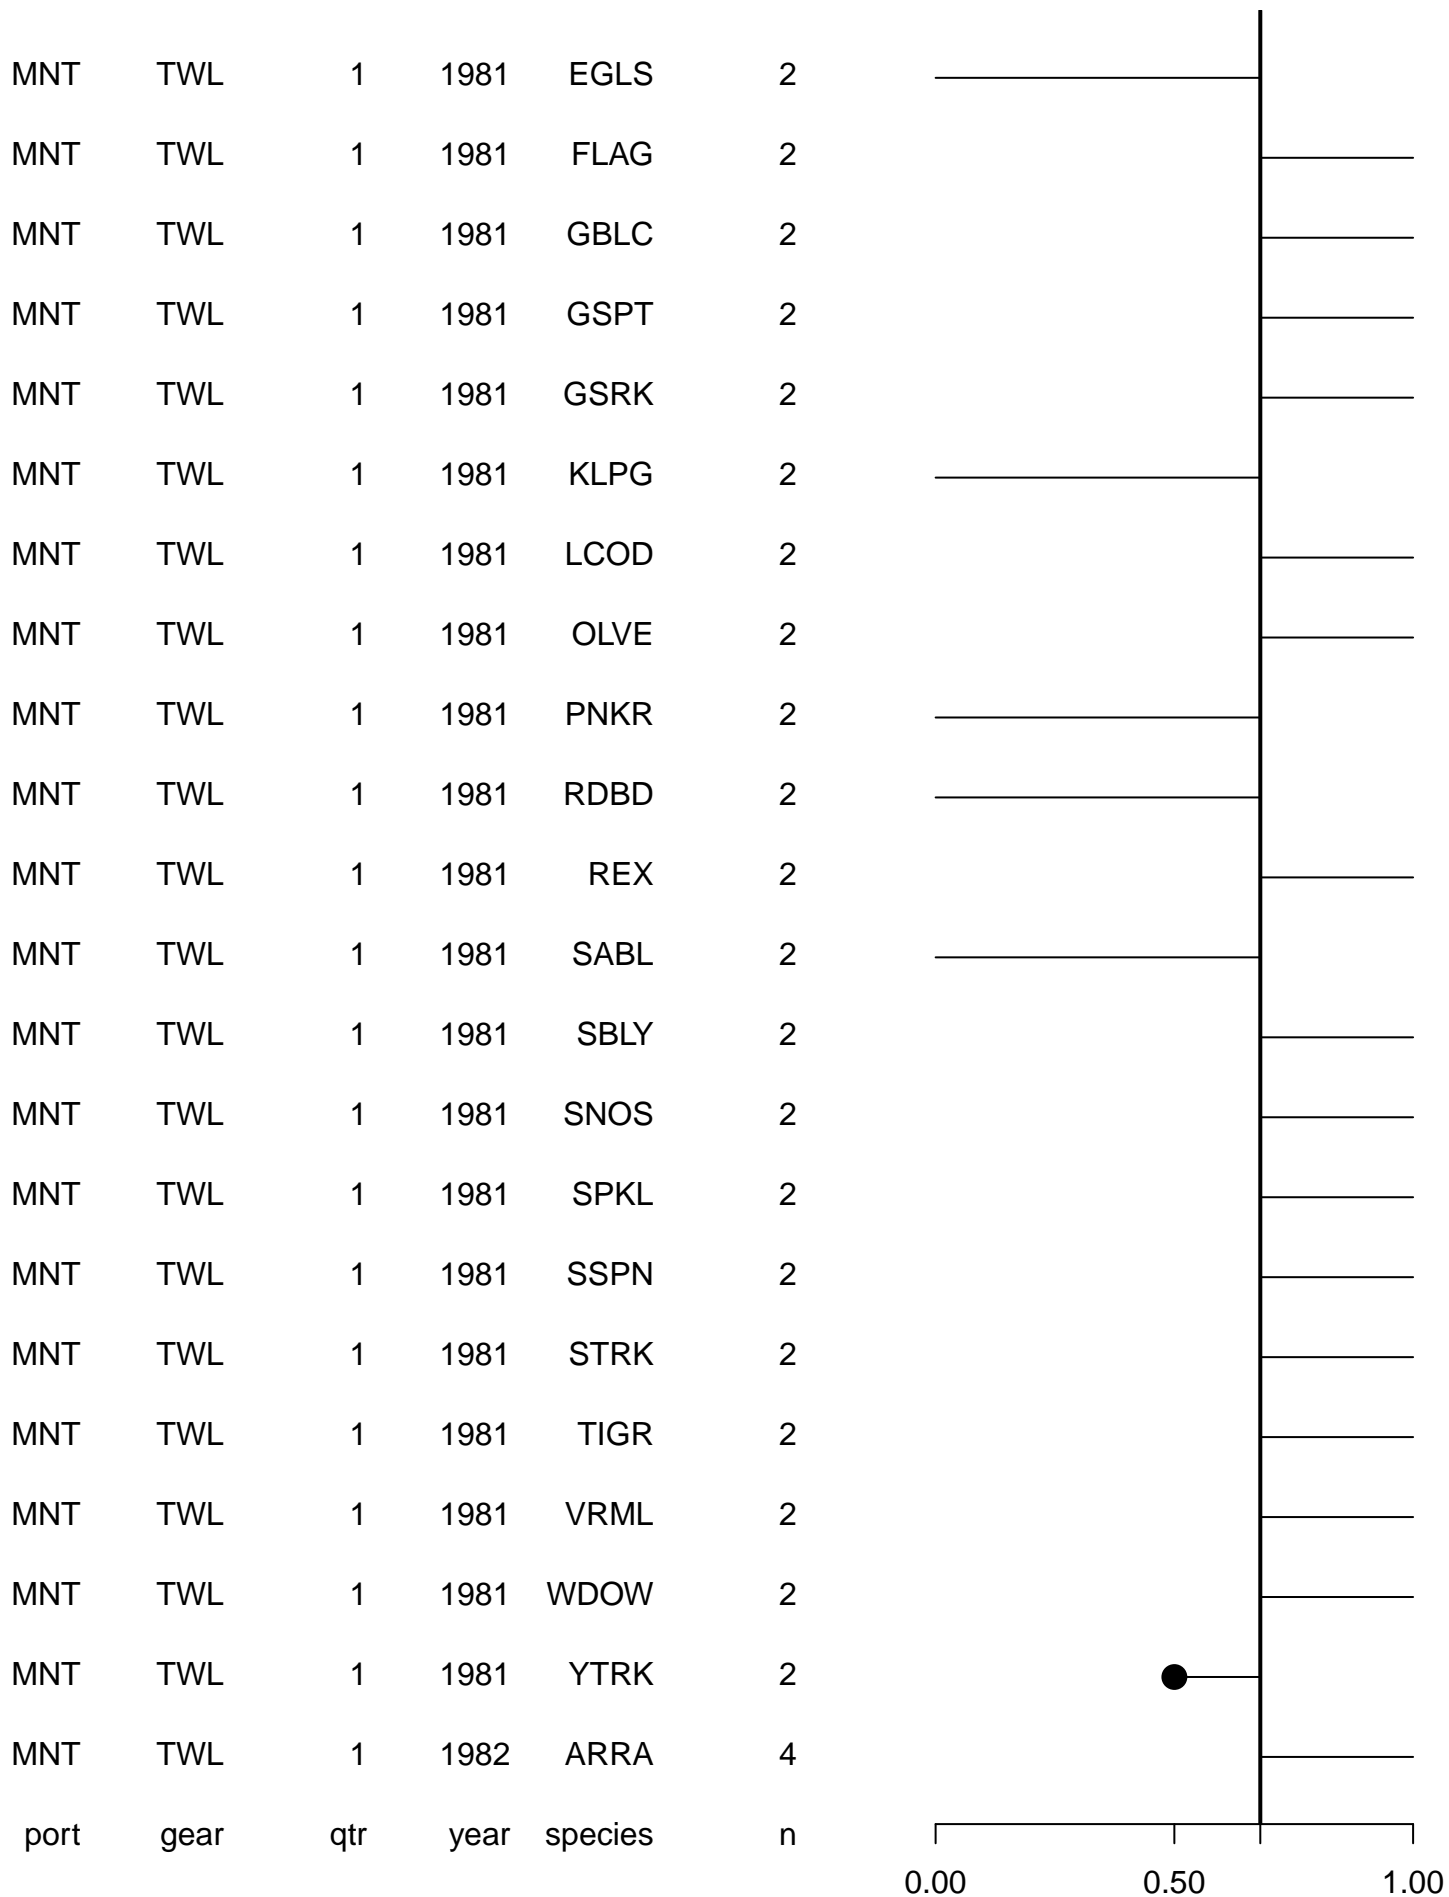 MNT TWL 1 1981 EGLS 2
MNT TWL 1 1981 FLAG 2
MNT TWL 1 1981 GBLC 2
MNT TWL 1 1981 GSPT 2
MNT TWL 1 1981 GSRK 2
MNT TWL 1 1981 KLPG 2
MNT TWL 1 1981 LCOD 2
MNT TWL 1 1981 OLVE 2
MNT TWL 1 1981 PNKR 2
MNT TWL 1 1981 RDBD 2
MNT TWL 1 1981 REX 2
MNT TWL 1 1981 SABL 2
MNT TWL 1 1981 SBLY 2
MNT TWL 1 1981 SNOS 2
MNT TWL 1 1981 SPKL 2
MNT TWL 1 1981 SSPN 2
MNT TWL 1 1981 STRK 2
MNT TWL 1 1981 TIGR 2
MNT TWL 1 1981 VRML 2
MNT TWL 1 1981 WDOW 2
MNT TWL 1 1981 YTRK 2
MNT TWL 1 1982 ARRA 4
port gear qtr year species n
0.00 0.50 1.00